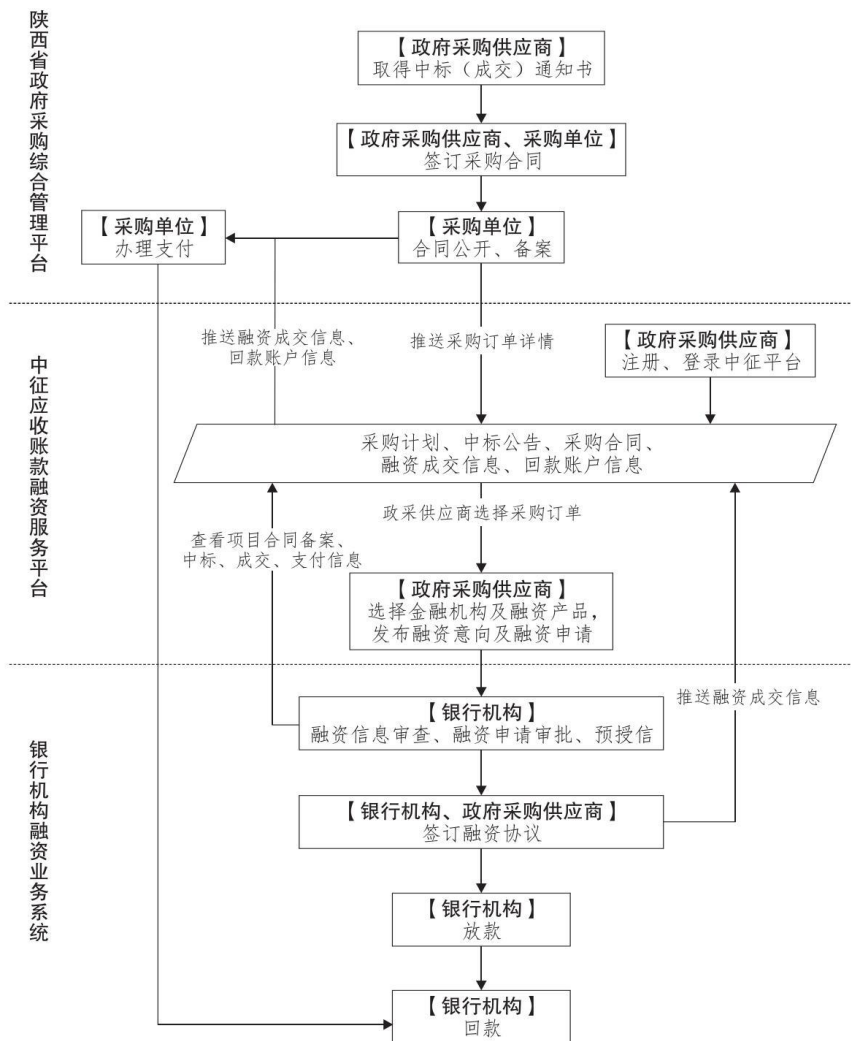 陕西省政府采购综合管理平台
【政府采购供应商】
取得中标（成交）通知书
【政府采购供应商、采购单位】
签订采购合同
【采购单位】
办理支付
【采购单位】
合同公开、备案
中征应收账款融资服务平台
推送融资成交信息、
回款账户信息
推送采购订单详情
【政府采购供应商】
注册、登录中征平台
采购计划、中标公告、采购合同、
融资成交信息、回款账户信息
政采供应商选择采购订单
查看项目合同备案、
中标、成交、支付信息
【政府采购供应商】
选择金融机构及融资产品，
发布融资意向及融资申请
银行机构融资业务系统
推送融资成交信息
【银行机构】
融资信息审查、融资申请审批、预授信
【银行机构、政府采购供应商】
签订融资协议
【银行机构】
放款
【银行机构】
回款